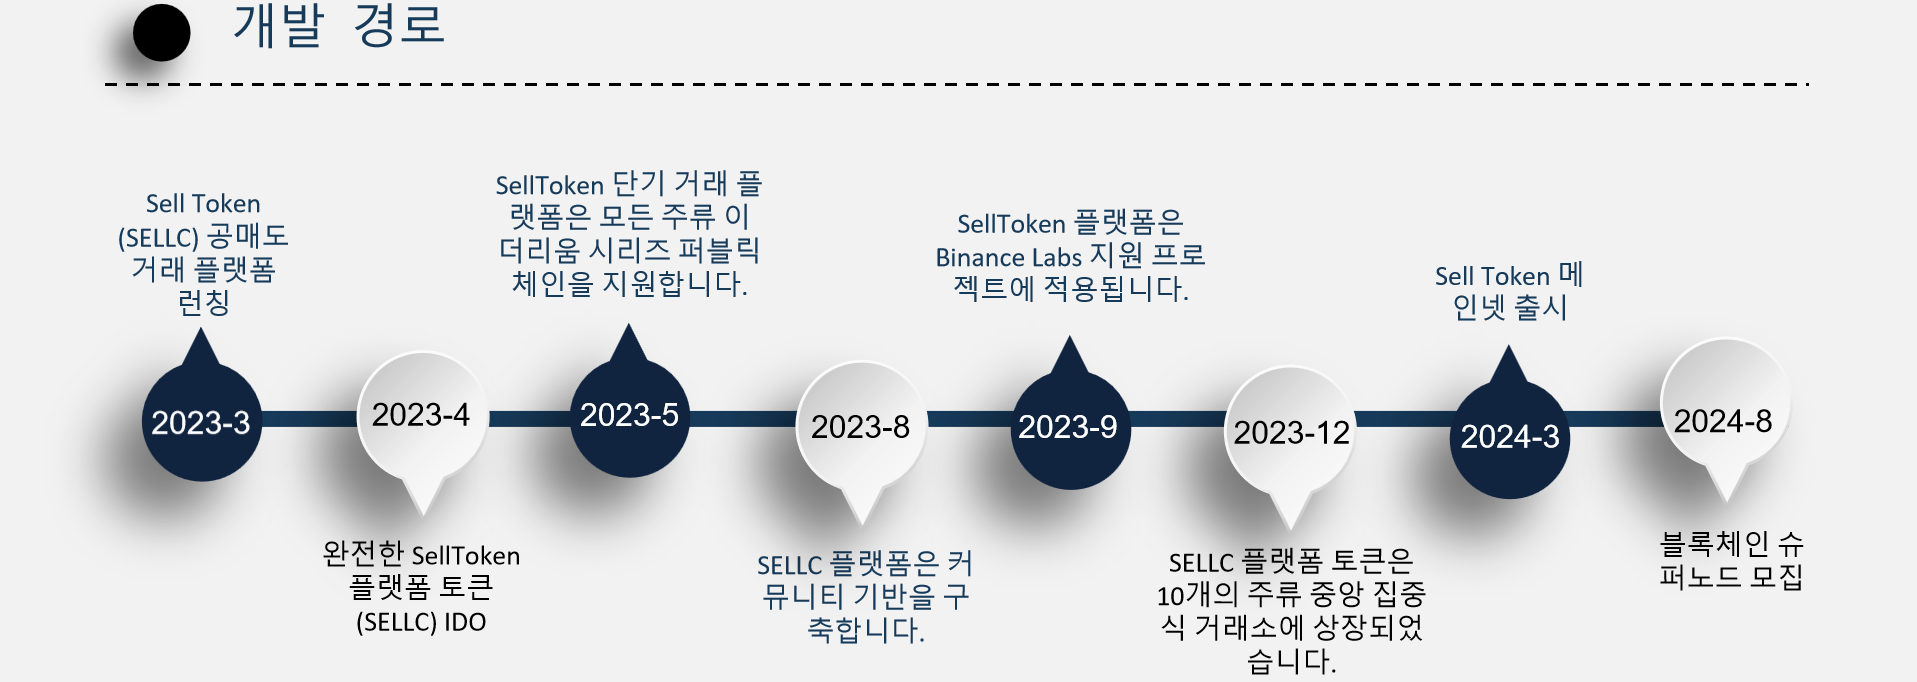 개발 경로
Sell Token
(SELLC) 공매도
거래 플랫폼
런칭
2023-3
2023-4
완전한 SellToken
플랫폼 토큰
(SELLC) IDO
SellToken 단기 거래 플
랫폼은 모든 주류 이
더리움 시리즈 퍼블릭
체인을 지원합니다.
2023-5
2023-8
SELLC 플랫폼은 커
뮤니티 기반을 구
축합니다.
SellToken 플랫폼은
Binance Labs 지원 프로
젝트에 적용됩니다.
2023-9
2023-12
SELLC 플랫폼 토큰은
10개의 주류 중앙 집중
식 거래소에 상장되었
습니다.
Sell Token 메
인넷 출시
2024-3
2024-8
블록체인 슈
퍼노드 모집